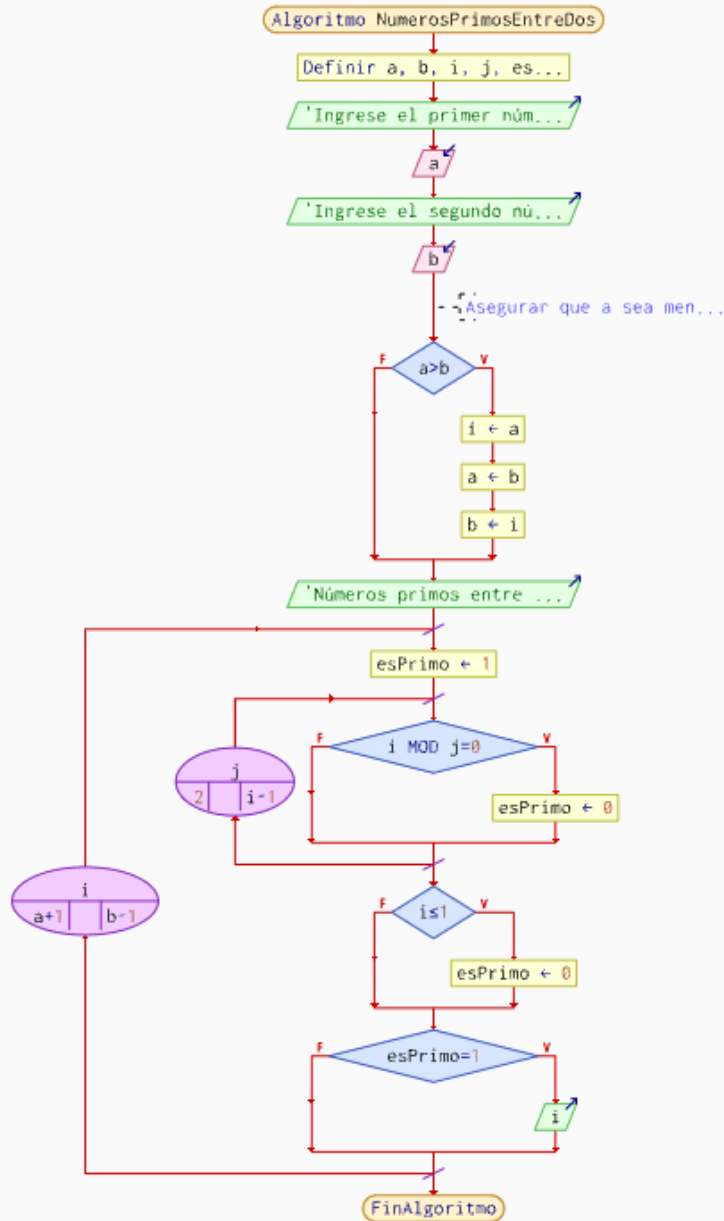 Algoritmo NumerosPrimosEntreDos
Definir a, b, i, j, es...
'Ingrese el primer núm...
a
'Ingrese el segundo nú...
b
Asegurar que a sea men...
a>b
F
V
i ← a
a ← b
b ← i
'Números primos entre ...
esPrimo ← 1
i MOD j=0
F
V
j
2
i-1
esPrimo ← 0
i
a+1
b-1
i≤1
F
V
esPrimo ← 0
esPrimo=1
F
V
i
FinAlgoritmo